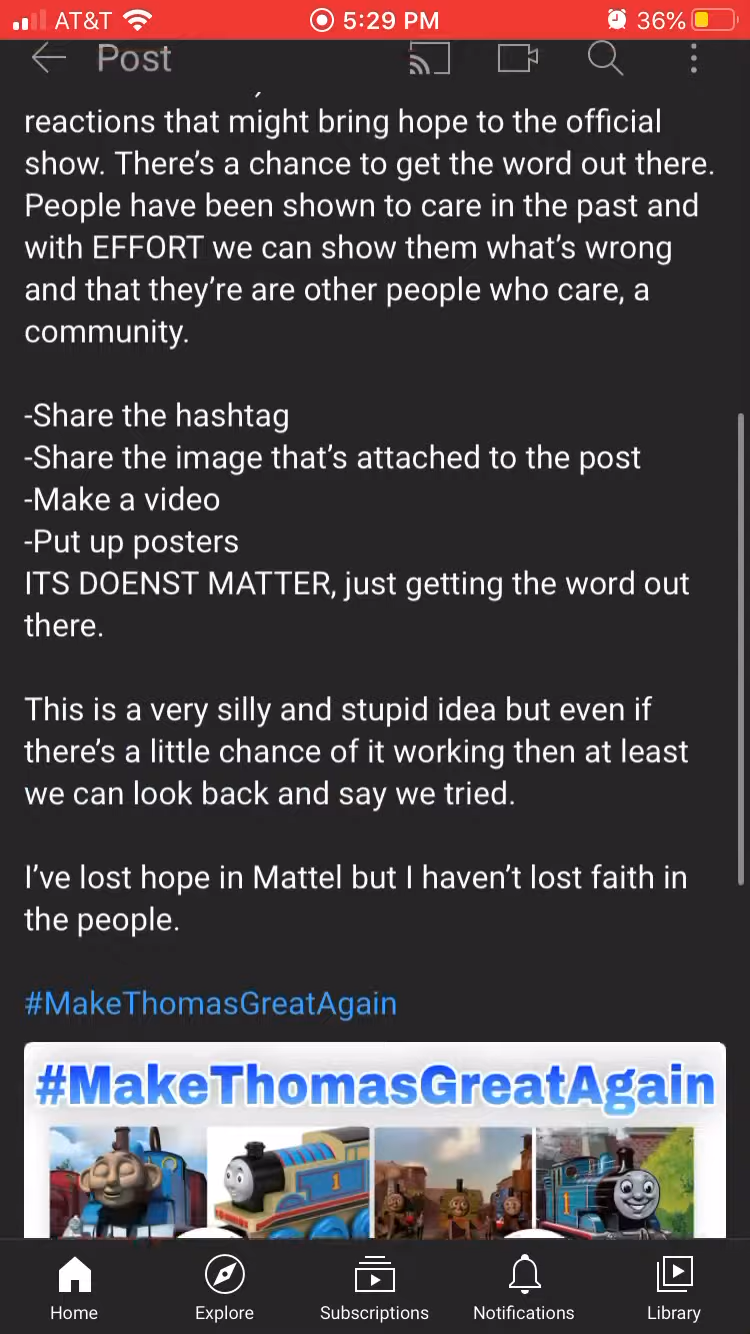 AT&T
5:29 PM
36%
Post
reactions that might bring hope to the official
show. There's a chance to get the word out there.
People have been shown to care in the past and
with EFFORT we can show them what's wrong
and that they're are other people who care, a
community.
-Share the hashtag
-Share the image that's attached to the post
-Make a video
-Put up posters
ITS DOENST MATTER, just getting the word out
there.
This is a very silly and stupid idea but even if
there's a little chance of it working then at least
we can look back and say we tried.
I've lost hope in Mattel but I haven't lost faith in
the people.
#MakeThomasGreatAgain
#MakeThomasGreatAgain
1
1
Home
Explore
Subscriptions
Notifications
Library